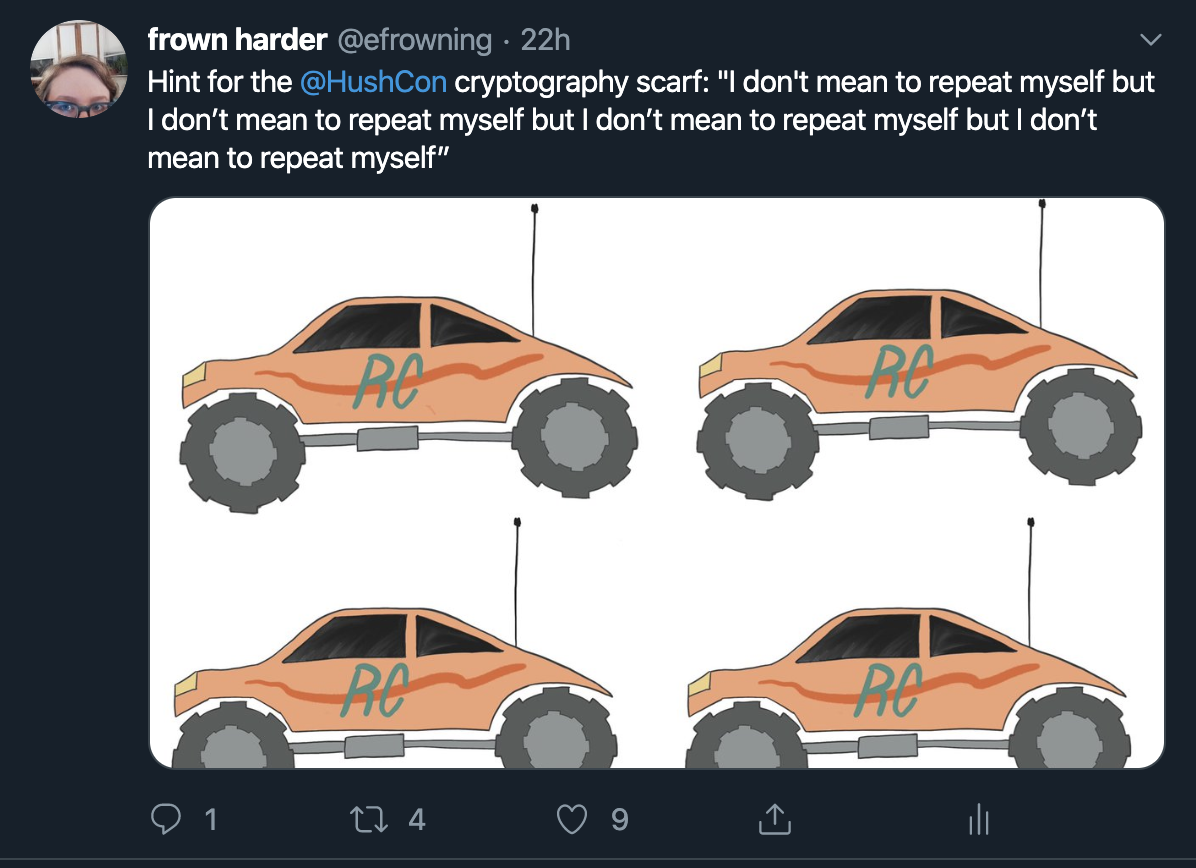 frown harder @efrowning · 22h
Hint for the @HushCon cryptography scarf: "I don't mean to repeat myself but
I don’t mean to repeat myself but I don’t mean to repeat myself but I don’t
mean to repeat myself”
RC RC
RC RC
1 4 9